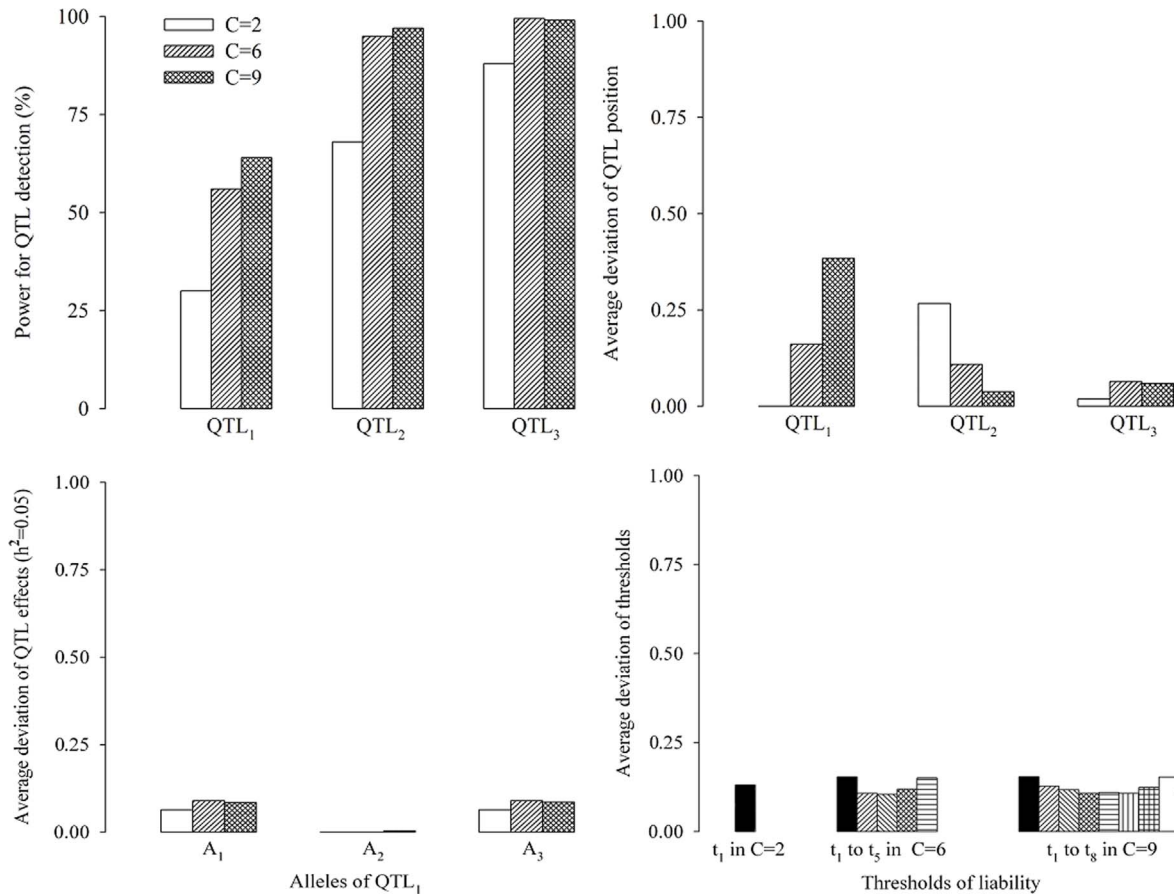 Power for QTL detection (%)
100
75
50
25
0
C=2
C=6
C=9
QTL₁
QTL₂
QTL₃
Average deviation of QTL position
1.00
0.75
0.50
0.25
0.00
QTL₁
QTL₂
QTL₃
Average deviation of QTL effects (h²=0.05)
1.00
0.75
0.50
0.25
0.00
A₁
A₂
A₃
Alleles of QTL₁
Average deviation of thresholds
1.00
0.75
0.50
0.25
0.00
t₁ in C=2
t₁ to t₅ in C=6
t₁ to t₈ in C=9
Thresholds of liability